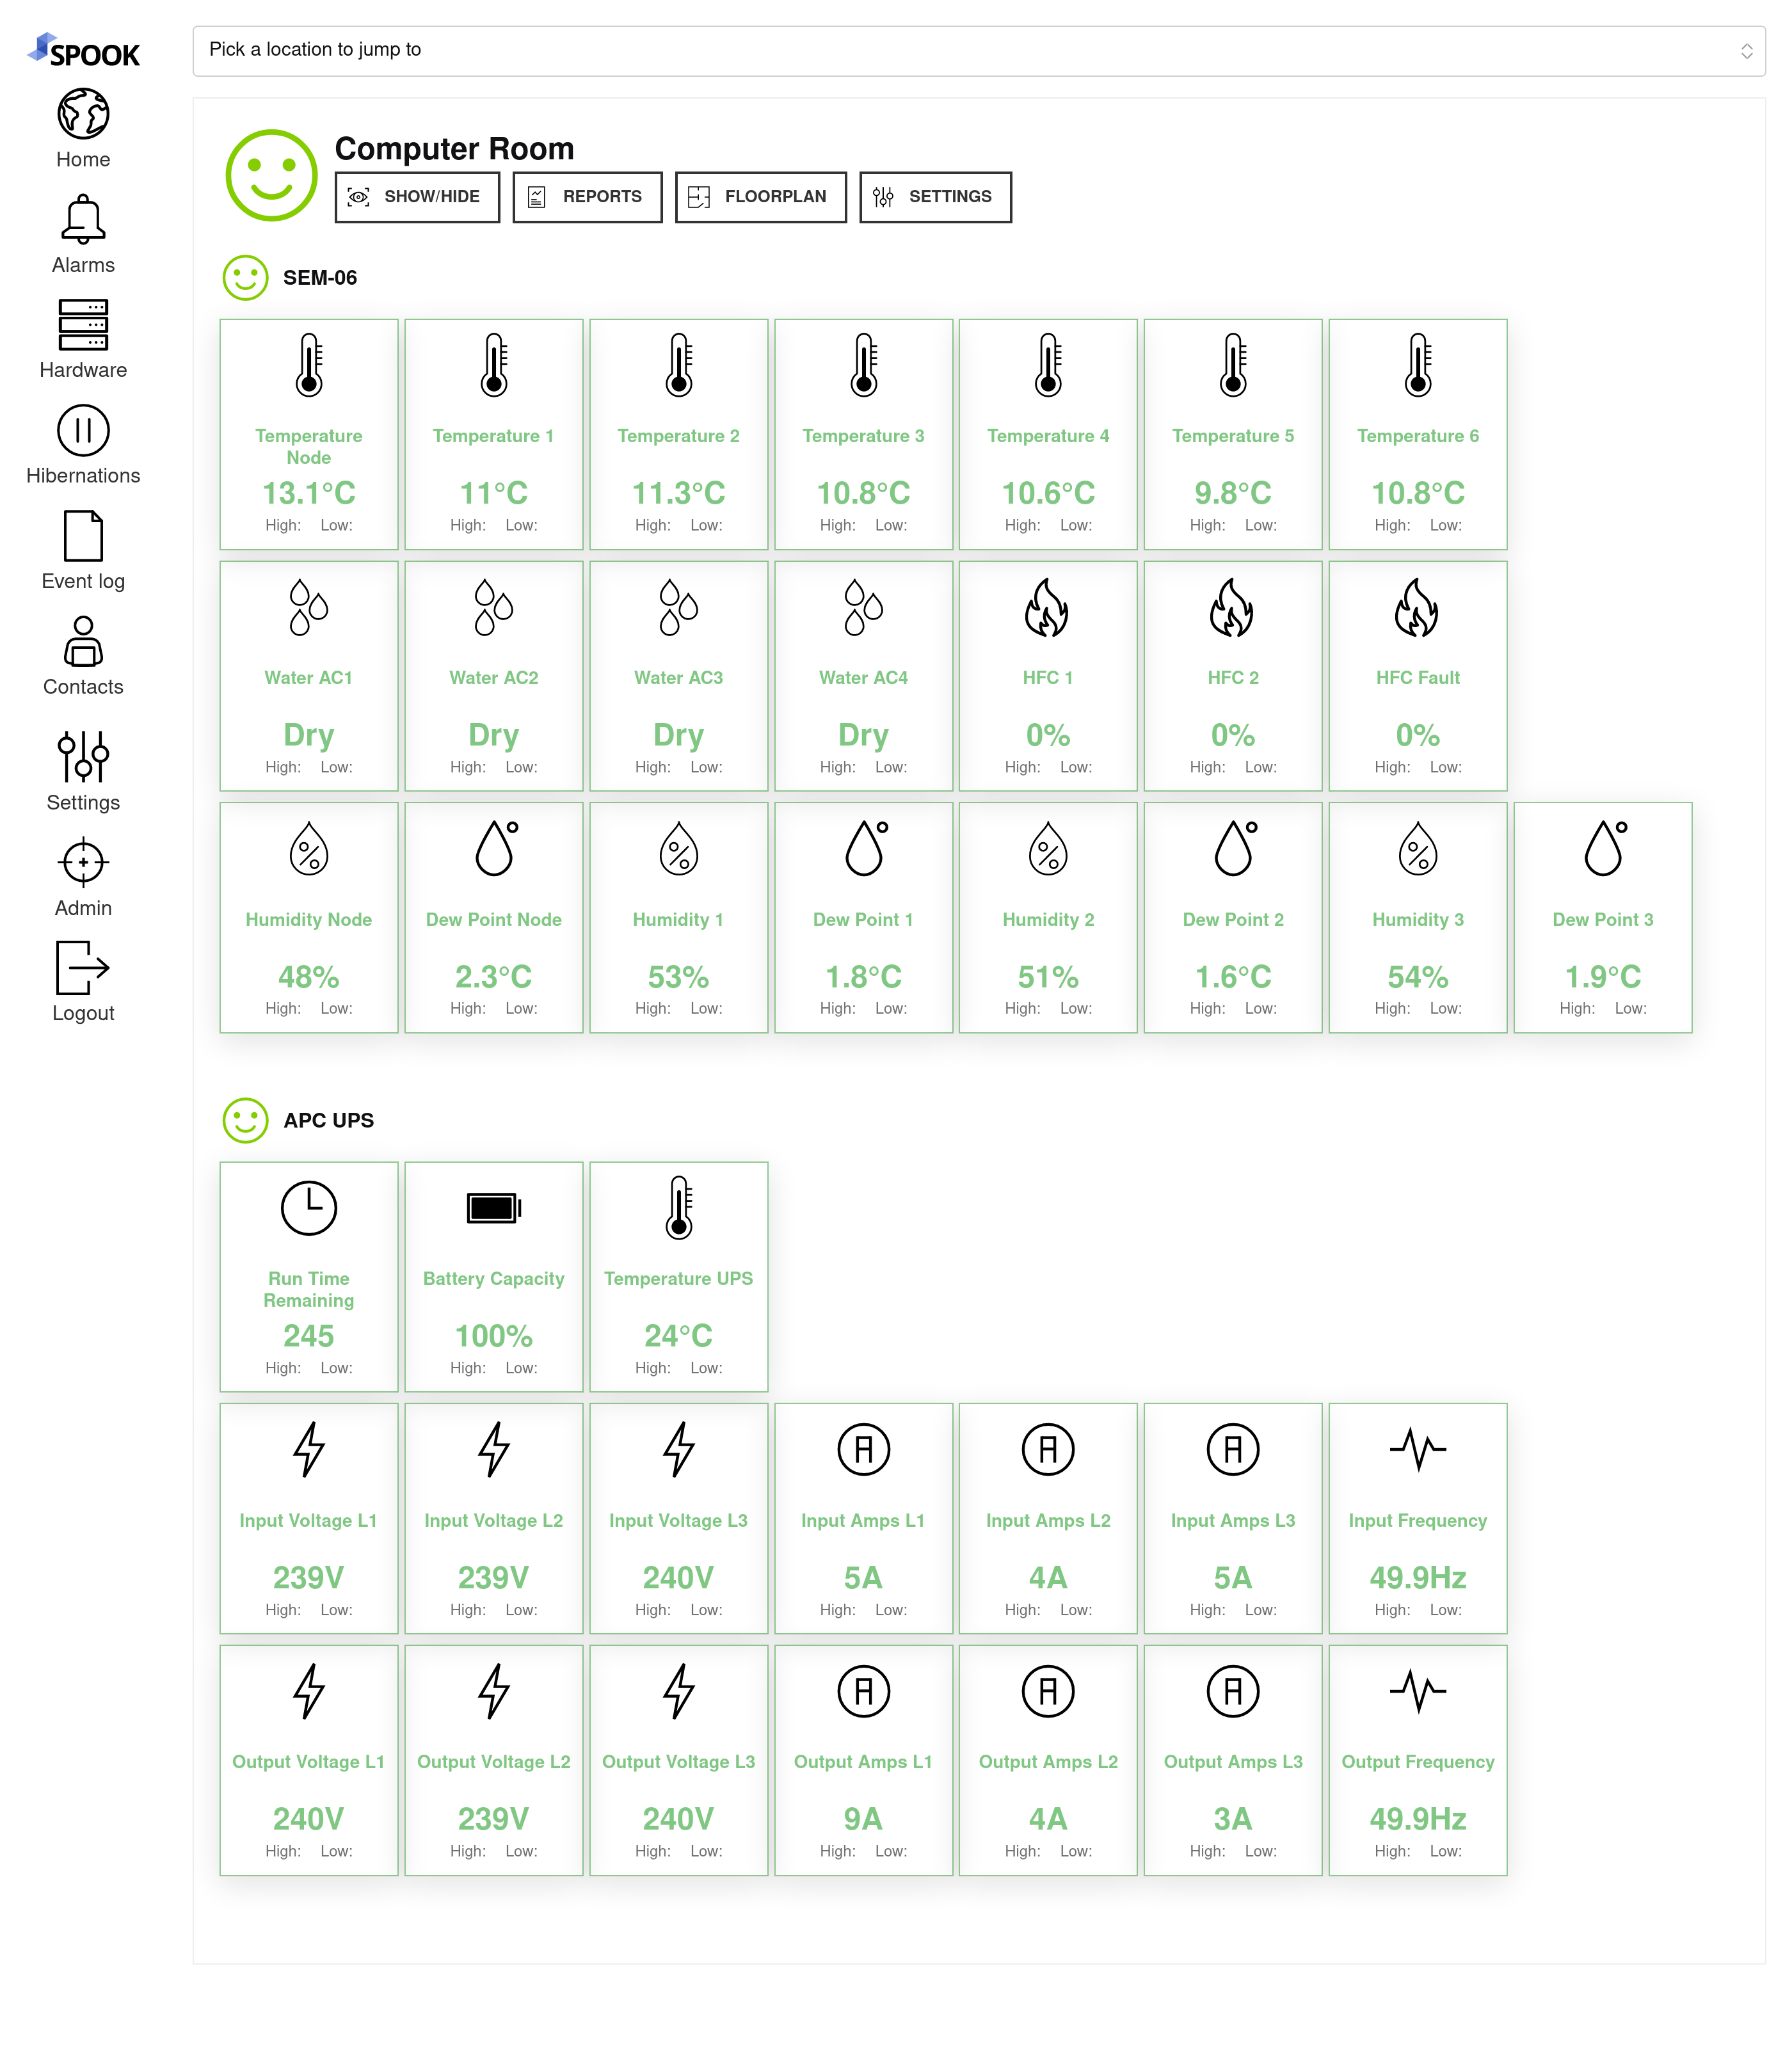 SPOOK
Pick a location to jump to
Home
Alarms
Hardware
Hibernations
Event log
Contacts
Settings
Admin
Logout
Computer Room
SHOW/HIDE REPORTS FLOORPLAN SETTINGS
SEM-06
Temperature Node Temperature 1 Temperature 2 Temperature 3 Temperature 4 Temperature 5 Temperature 6
13.1°C 11°C 11.3°C 10.8°C 10.6°C 9.8°C 10.8°C
High: Low: High: Low: High: Low: High: Low: High: Low: High: Low: High: Low:
Water AC1 Water AC2 Water AC3 Water AC4 HFC 1 HFC 2 HFC Fault
Dry Dry Dry Dry 0% 0% 0%
High: Low: High: Low: High: Low: High: Low: High: Low: High: Low: High: Low:
Humidity Node Dew Point Node Humidity 1 Dew Point 1 Humidity 2 Dew Point 2 Humidity 3 Dew Point 3
48% 2.3°C 53% 1.8°C 51% 1.6°C 54% 1.9°C
High: Low: High: Low: High: Low: High: Low: High: Low: High: Low: High: Low: High: Low:
APC UPS
Run Time Remaining Battery Capacity Temperature UPS
245 100% 24°C
High: Low: High: Low: High: Low:
Input Voltage L1 Input Voltage L2 Input Voltage L3 Input Amps L1 Input Amps L2 Input Amps L3 Input Frequency
239V 239V 240V 5A 4A 5A 49.9Hz
High: Low: High: Low: High: Low: High: Low: High: Low: High: Low: High: Low:
Output Voltage L1 Output Voltage L2 Output Voltage L3 Output Amps L1 Output Amps L2 Output Amps L3 Output Frequency
240V 239V 240V 9A 4A 3A 49.9Hz
High: Low: High: Low: High: Low: High: Low: High: Low: High: Low: High: Low: